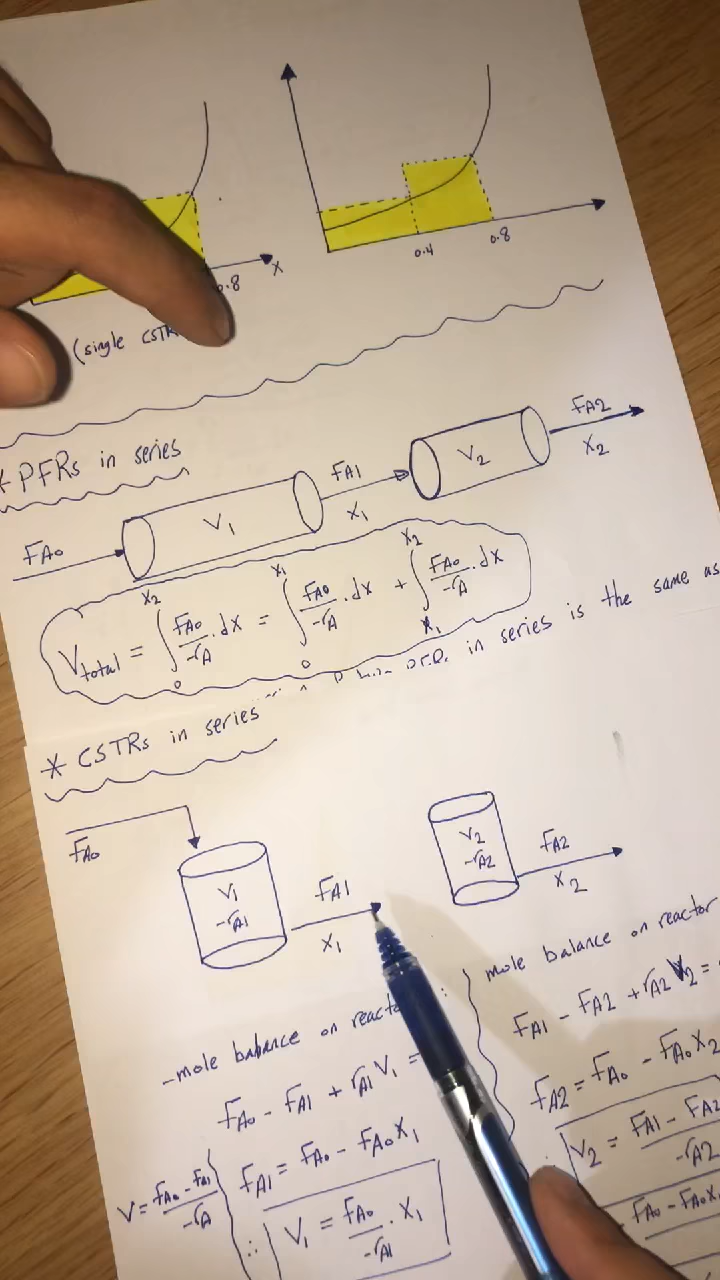 0.8 X
(single CSTR
0.4 0.8
* PFRs in series
FA0 V1 FA1 X1 V2 FA2 X2
Vtotal = ∫₀^X2 FA0/-rA . dx = ∫₀^X1 FA0/-rA . dx + ∫X1^X2 FA0/-rA . dx
in series is the same as
* CSTRs in series
FA0 V1 -rA1 FA1 X1
V2 -rA2 FA2 X2
- mole balance on
FA0 - FA1 + rA1 V1 =
FA1 = FA0 - FA0 X1
V = FA0 - FA1 / -rA
∴ V1 = FA0/-rA1 . X1
mole balance on reactor
FA1 - FA2 + rA2 V2 =
FA2 = FA0 - FA0 X2
V2 = FA1 - FA2 / -rA2
FA0 - FA0 X